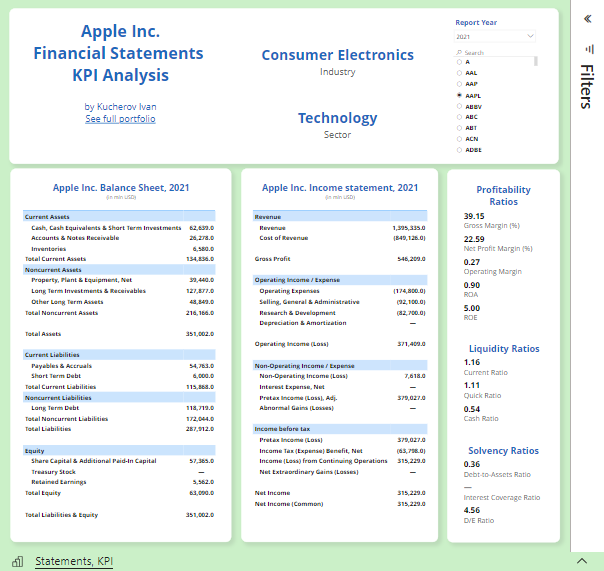 Apple Inc.
Financial Statements
KPI Analysis
by Kucherov Ivan
See full portfolio
Consumer Electronics
Industry
Technology
Sector
Report Year
2021
Search
A
AAL
AAP
AAPL
ABBV
ABC
ABT
ACN
ADBE
Filters
Apple Inc. Balance Sheet, 2021
(in mln USD)
Current Assets
Cash, Cash Equivalents & Short Term Investments 62,639.0
Accounts & Notes Receivable 26,278.0
Inventories 6,580.0
Total Current Assets 134,836.0
Noncurrent Assets
Property, Plant & Equipment, Net 39,440.0
Long Term Investments & Receivables 127,877.0
Other Long Term Assets 48,849.0
Total Noncurrent Assets 216,166.0
Total Assets 351,002.0
Current Liabilities
Payables & Accruals 54,763.0
Short Term Debt 6,000.0
Total Current Liabilities 115,868.0
Noncurrent Liabilities
Long Term Debt 118,719.0
Total Noncurrent Liabilities 172,044.0
Total Liabilities 287,912.0
Equity
Share Capital & Additional Paid-In Capital 57,365.0
Treasury Stock —
Retained Earnings 5,562.0
Total Equity 63,090.0
Total Liabilities & Equity 351,002.0
Apple Inc. Income statement, 2021
(in mln USD)
Revenue
Revenue 1,395,335.0
Cost of Revenue (849,126.0)
Gross Profit 546,209.0
Operating Income / Expense
Operating Expenses (174,800.0)
Selling, General & Administrative (92,100.0)
Research & Development (82,700.0)
Depreciation & Amortization —
Operating Income (Loss) 371,409.0
Non-Operating Income / Expense
Non-Operating Income (Loss) 7,618.0
Interest Expense, Net —
Pretax Income (Loss), Adj. 379,027.0
Abnormal Gains (Losses) —
Income before tax
Pretax Income (Loss) 379,027.0
Income Tax (Expense) Benefit, Net (63,798.0)
Income (Loss) from Continuing Operations 315,229.0
Net Extraordinary Gains (Losses) —
Net Income 315,229.0
Net Income (Common) 315,229.0
Profitability
Ratios
39.15
Gross Margin (%)
22.59
Net Profit Margin (%)
0.27
Operating Margin
0.90
ROA
5.00
ROE
Liquidity Ratios
1.16
Current Ratio
1.11
Quick Ratio
0.54
Cash Ratio
Solvency Ratios
0.36
Debt-to-Assets Ratio
—
Interest Coverage Ratio
4.56
D/E Ratio
Statements, KPI